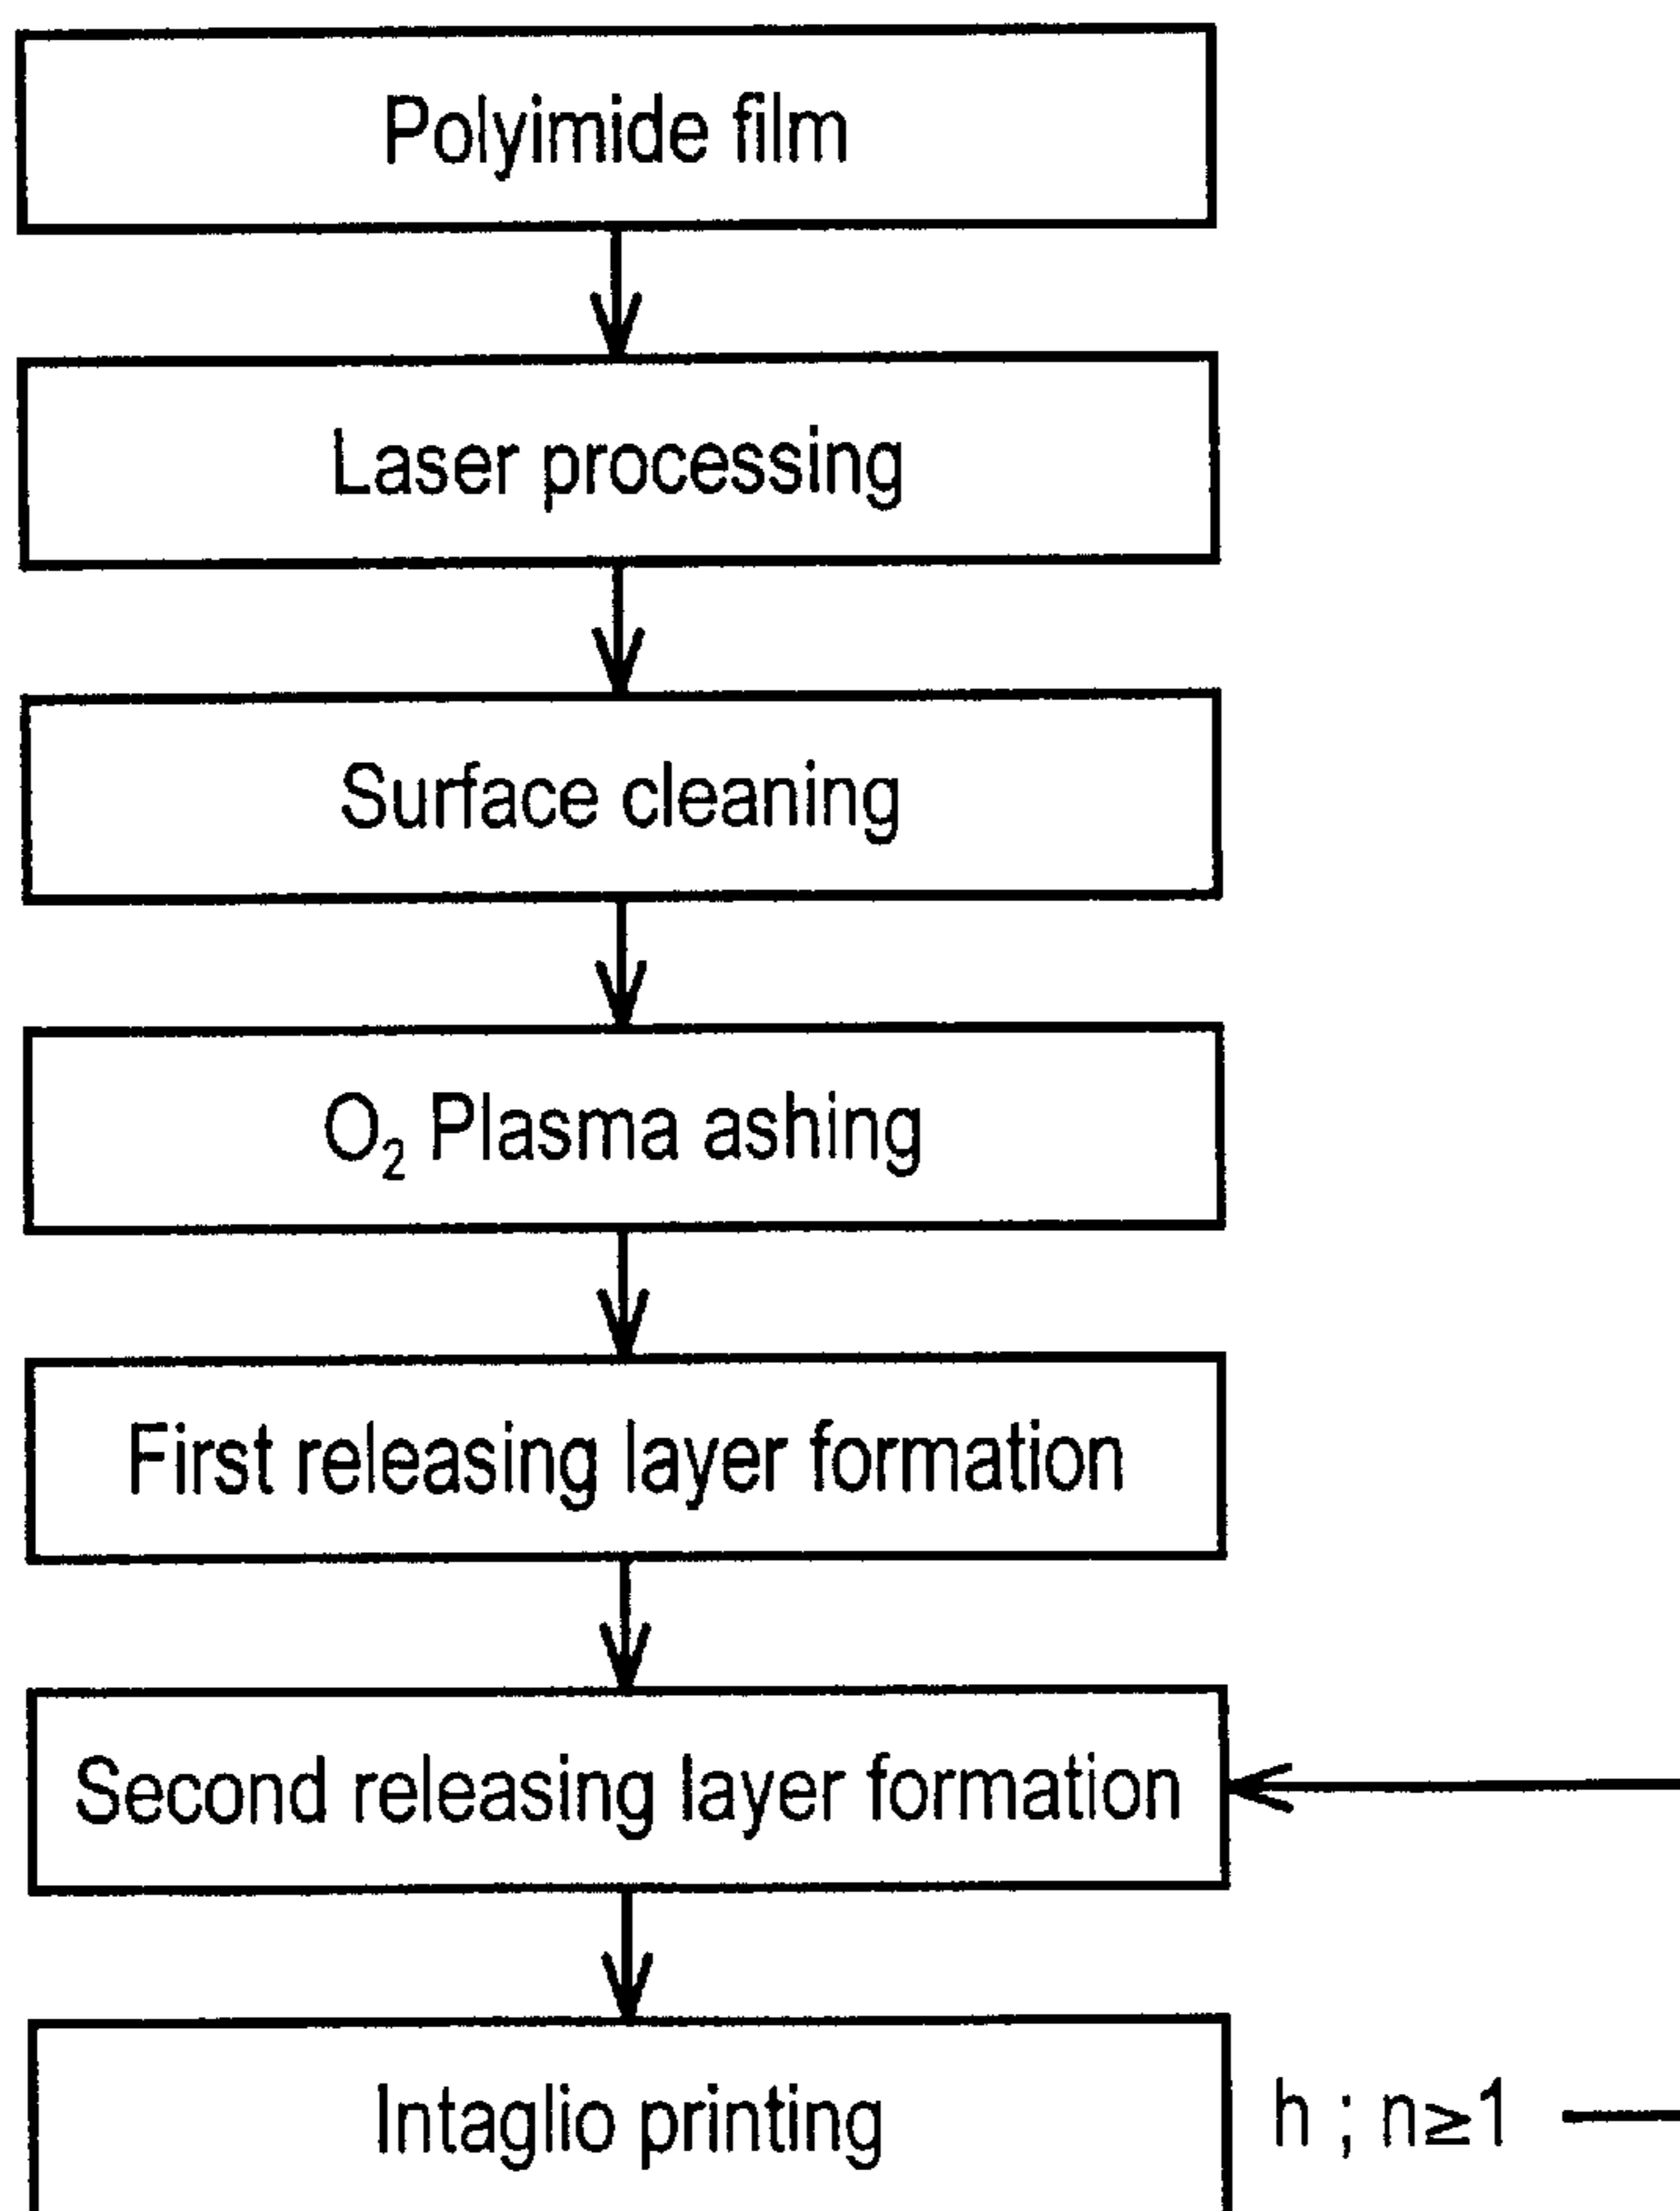 Polyimide film
Laser processing
Surface cleaning
O₂ Plasma ashing
First releasing layer formation
Second releasing layer formation
Intaglio printing
h ; n≥1